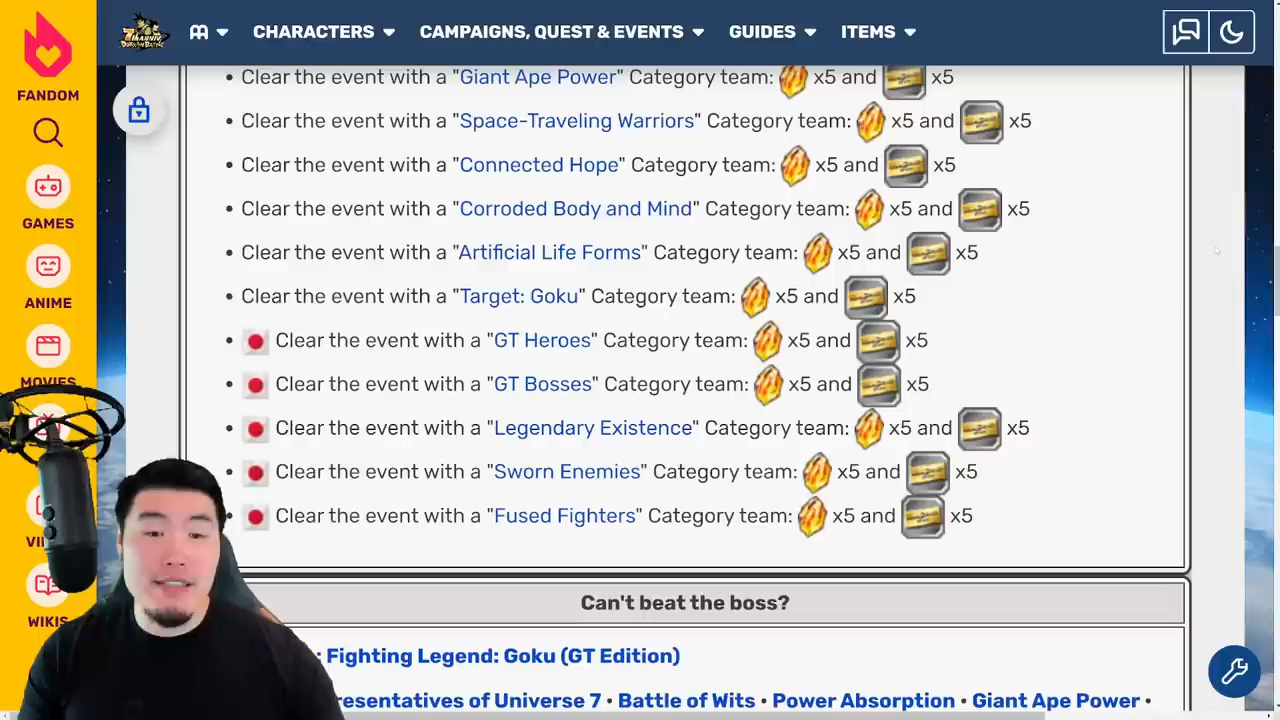 FANDOM
CHARACTERS
CAMPAIGNS, QUEST & EVENTS
GUIDES
ITEMS
GAMES
ANIME
MOVIES
WIKIS
Clear the event with a "Giant Ape Power" Category team: x5 and x5
Clear the event with a "Space-Traveling Warriors" Category team: x5 and x5
Clear the event with a "Connected Hope" Category team: x5 and x5
Clear the event with a "Corroded Body and Mind" Category team: x5 and x5
Clear the event with a "Artificial Life Forms" Category team: x5 and x5
Clear the event with a "Target: Goku" Category team: x5 and x5
Clear the event with a "GT Heroes" Category team: x5 and x5
Clear the event with a "GT Bosses" Category team: x5 and x5
Clear the event with a "Legendary Existence" Category team: x5 and x5
Clear the event with a "Sworn Enemies" Category team: x5 and x5
Clear the event with a "Fused Fighters" Category team: x5 and x5
Can't beat the boss?
: Fighting Legend: Goku (GT Edition)
resentatives of Universe 7 • Battle of Wits • Power Absorption • Giant Ape Power •